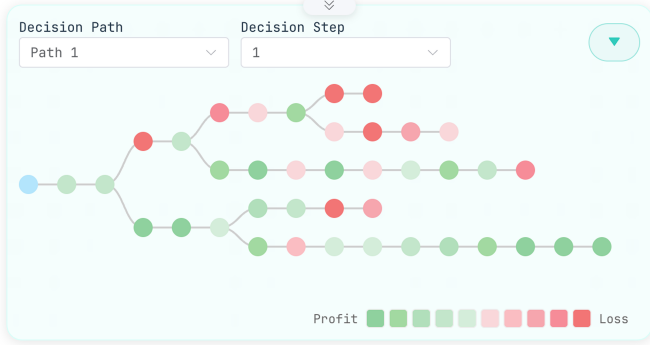 Decision Path
Decision Step
Path 1
1
Profit
Loss